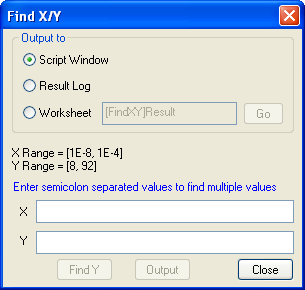 Find X/Y
Output to
Script Window
Result Log
Worksheet [FindXY]Result Go
X Range = [1E-8, 1E-4]
Y Range = [8, 92]
Enter semicolon separated values to find multiple values
X
Y
Find Y Output Close